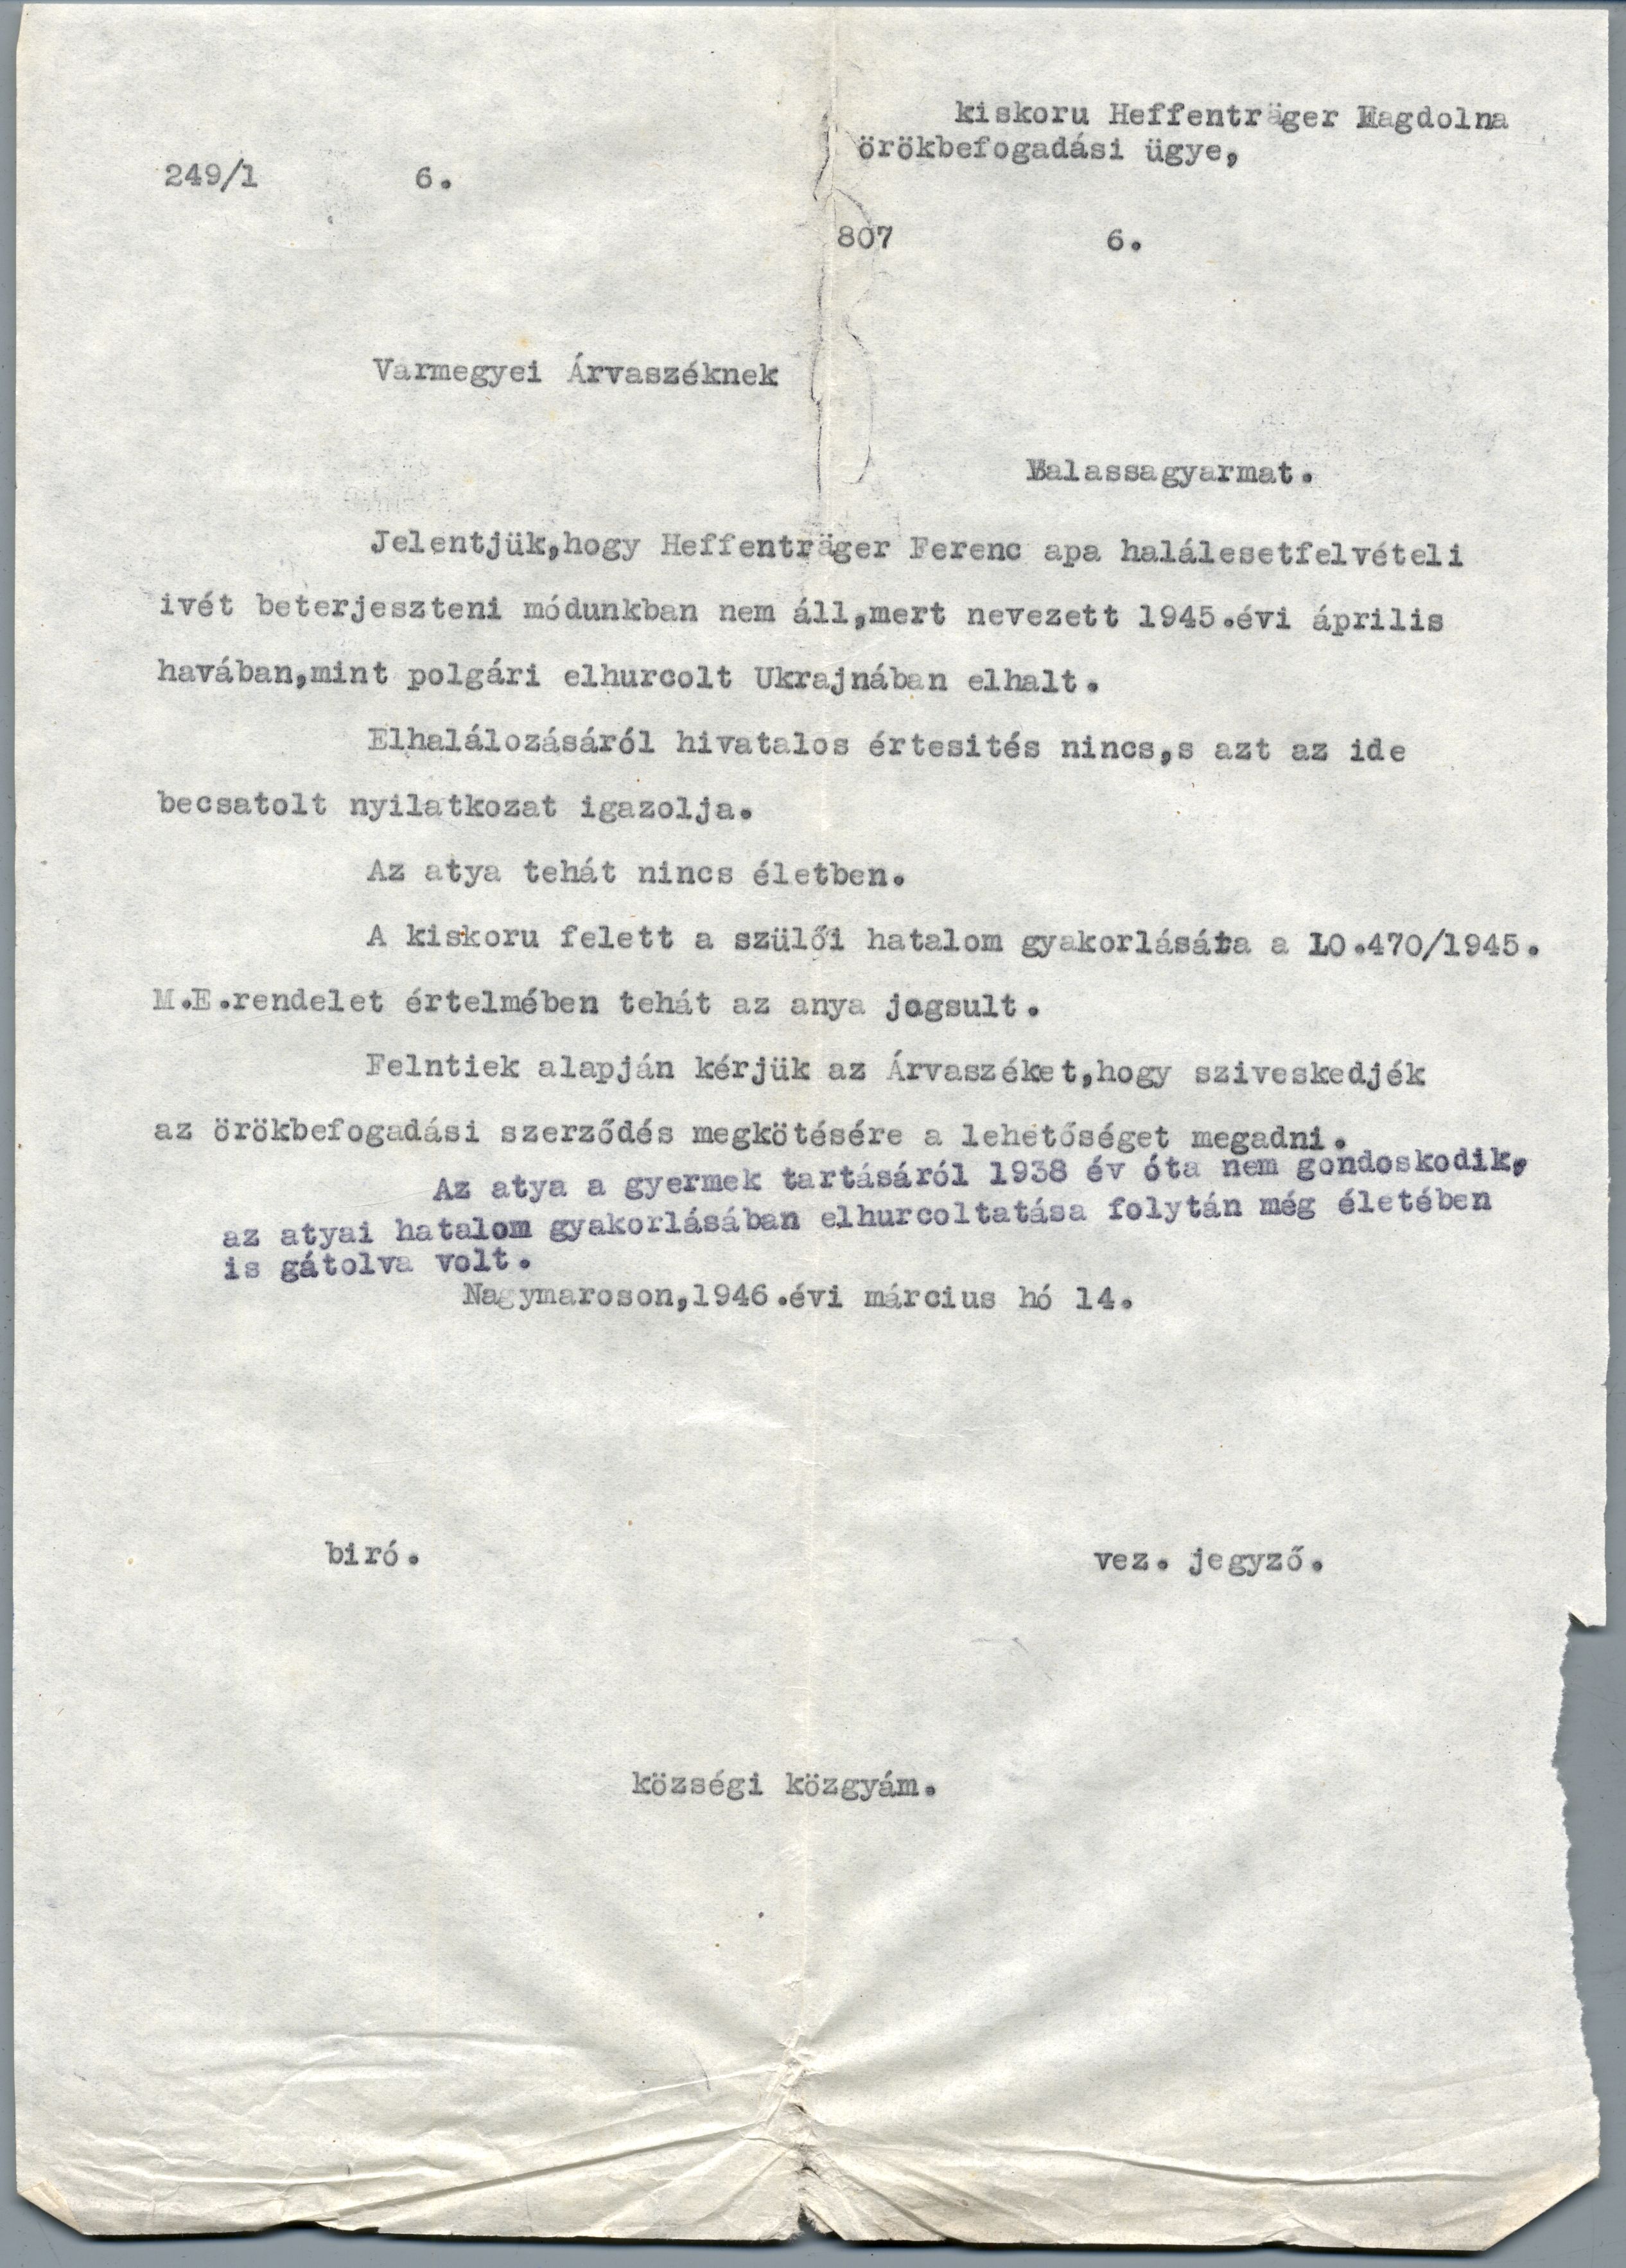 kiskoru Heffenträger Magdolna
örökbefogadási ügye,
249/1 6.
807 6.
Varmegyei Árvaszéknek
Balassagyarmat.
Jelentjük,hogy Heffenträger Ferenc apa halálesetfelvételi
ivét beterjeszteni módunkban nem áll,mert nevezett 1945.évi április
havában,mint polgári elhurcolt Ukrajnában elhalt.
Elhalálozásáról hivatalos értesités nincs,s azt az ide
becsatolt nyilatkozat igazolja.
Az atya tehát nincs életben.
A kiskoru felett a szülői hatalom gyakorlására a 10.470/1945.
M.E.rendelet értelmében tehát az anya jogsult.
Felntiek alapján kérjük az Árvaszéket,hogy sziveskedjék
az örökbefogadási szerződés megkötésére a lehetőséget megadni.
Az atya a gyermek tartásáról 1938 év óta nem gondoskodik,
az atyai hatalom gyakorlásában elhurcoltatása folytán még életében
is gátolva volt.
Nagymaroson,1946.évi március hó 14.
biró. vez. jegyző.
községi közgyám.